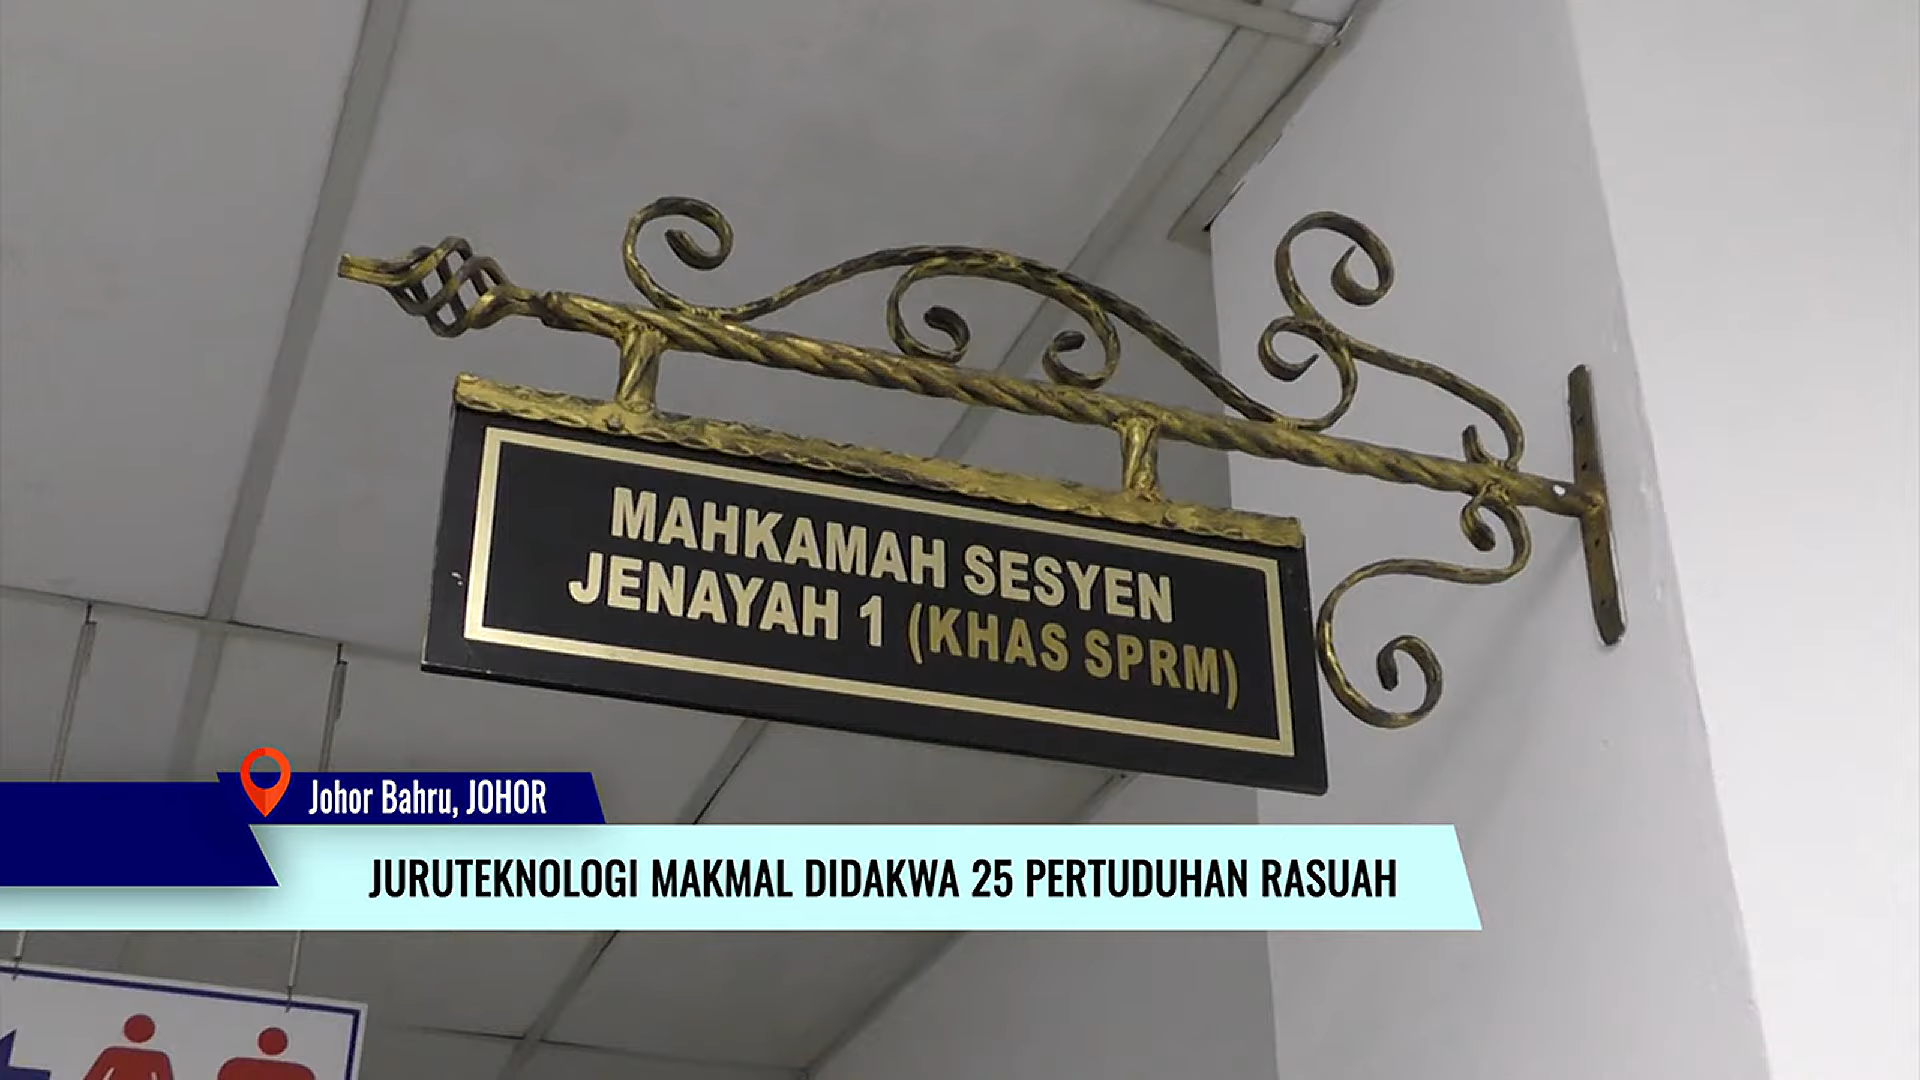 MAHKAMAH SESYEN
JENAYAH 1 (KHAS SPRM)
Johor Bahru, JOHOR
JURUTEKNOLOGI MAKMAL DIDAKWA 25 PERTUDUHAN RASUAH